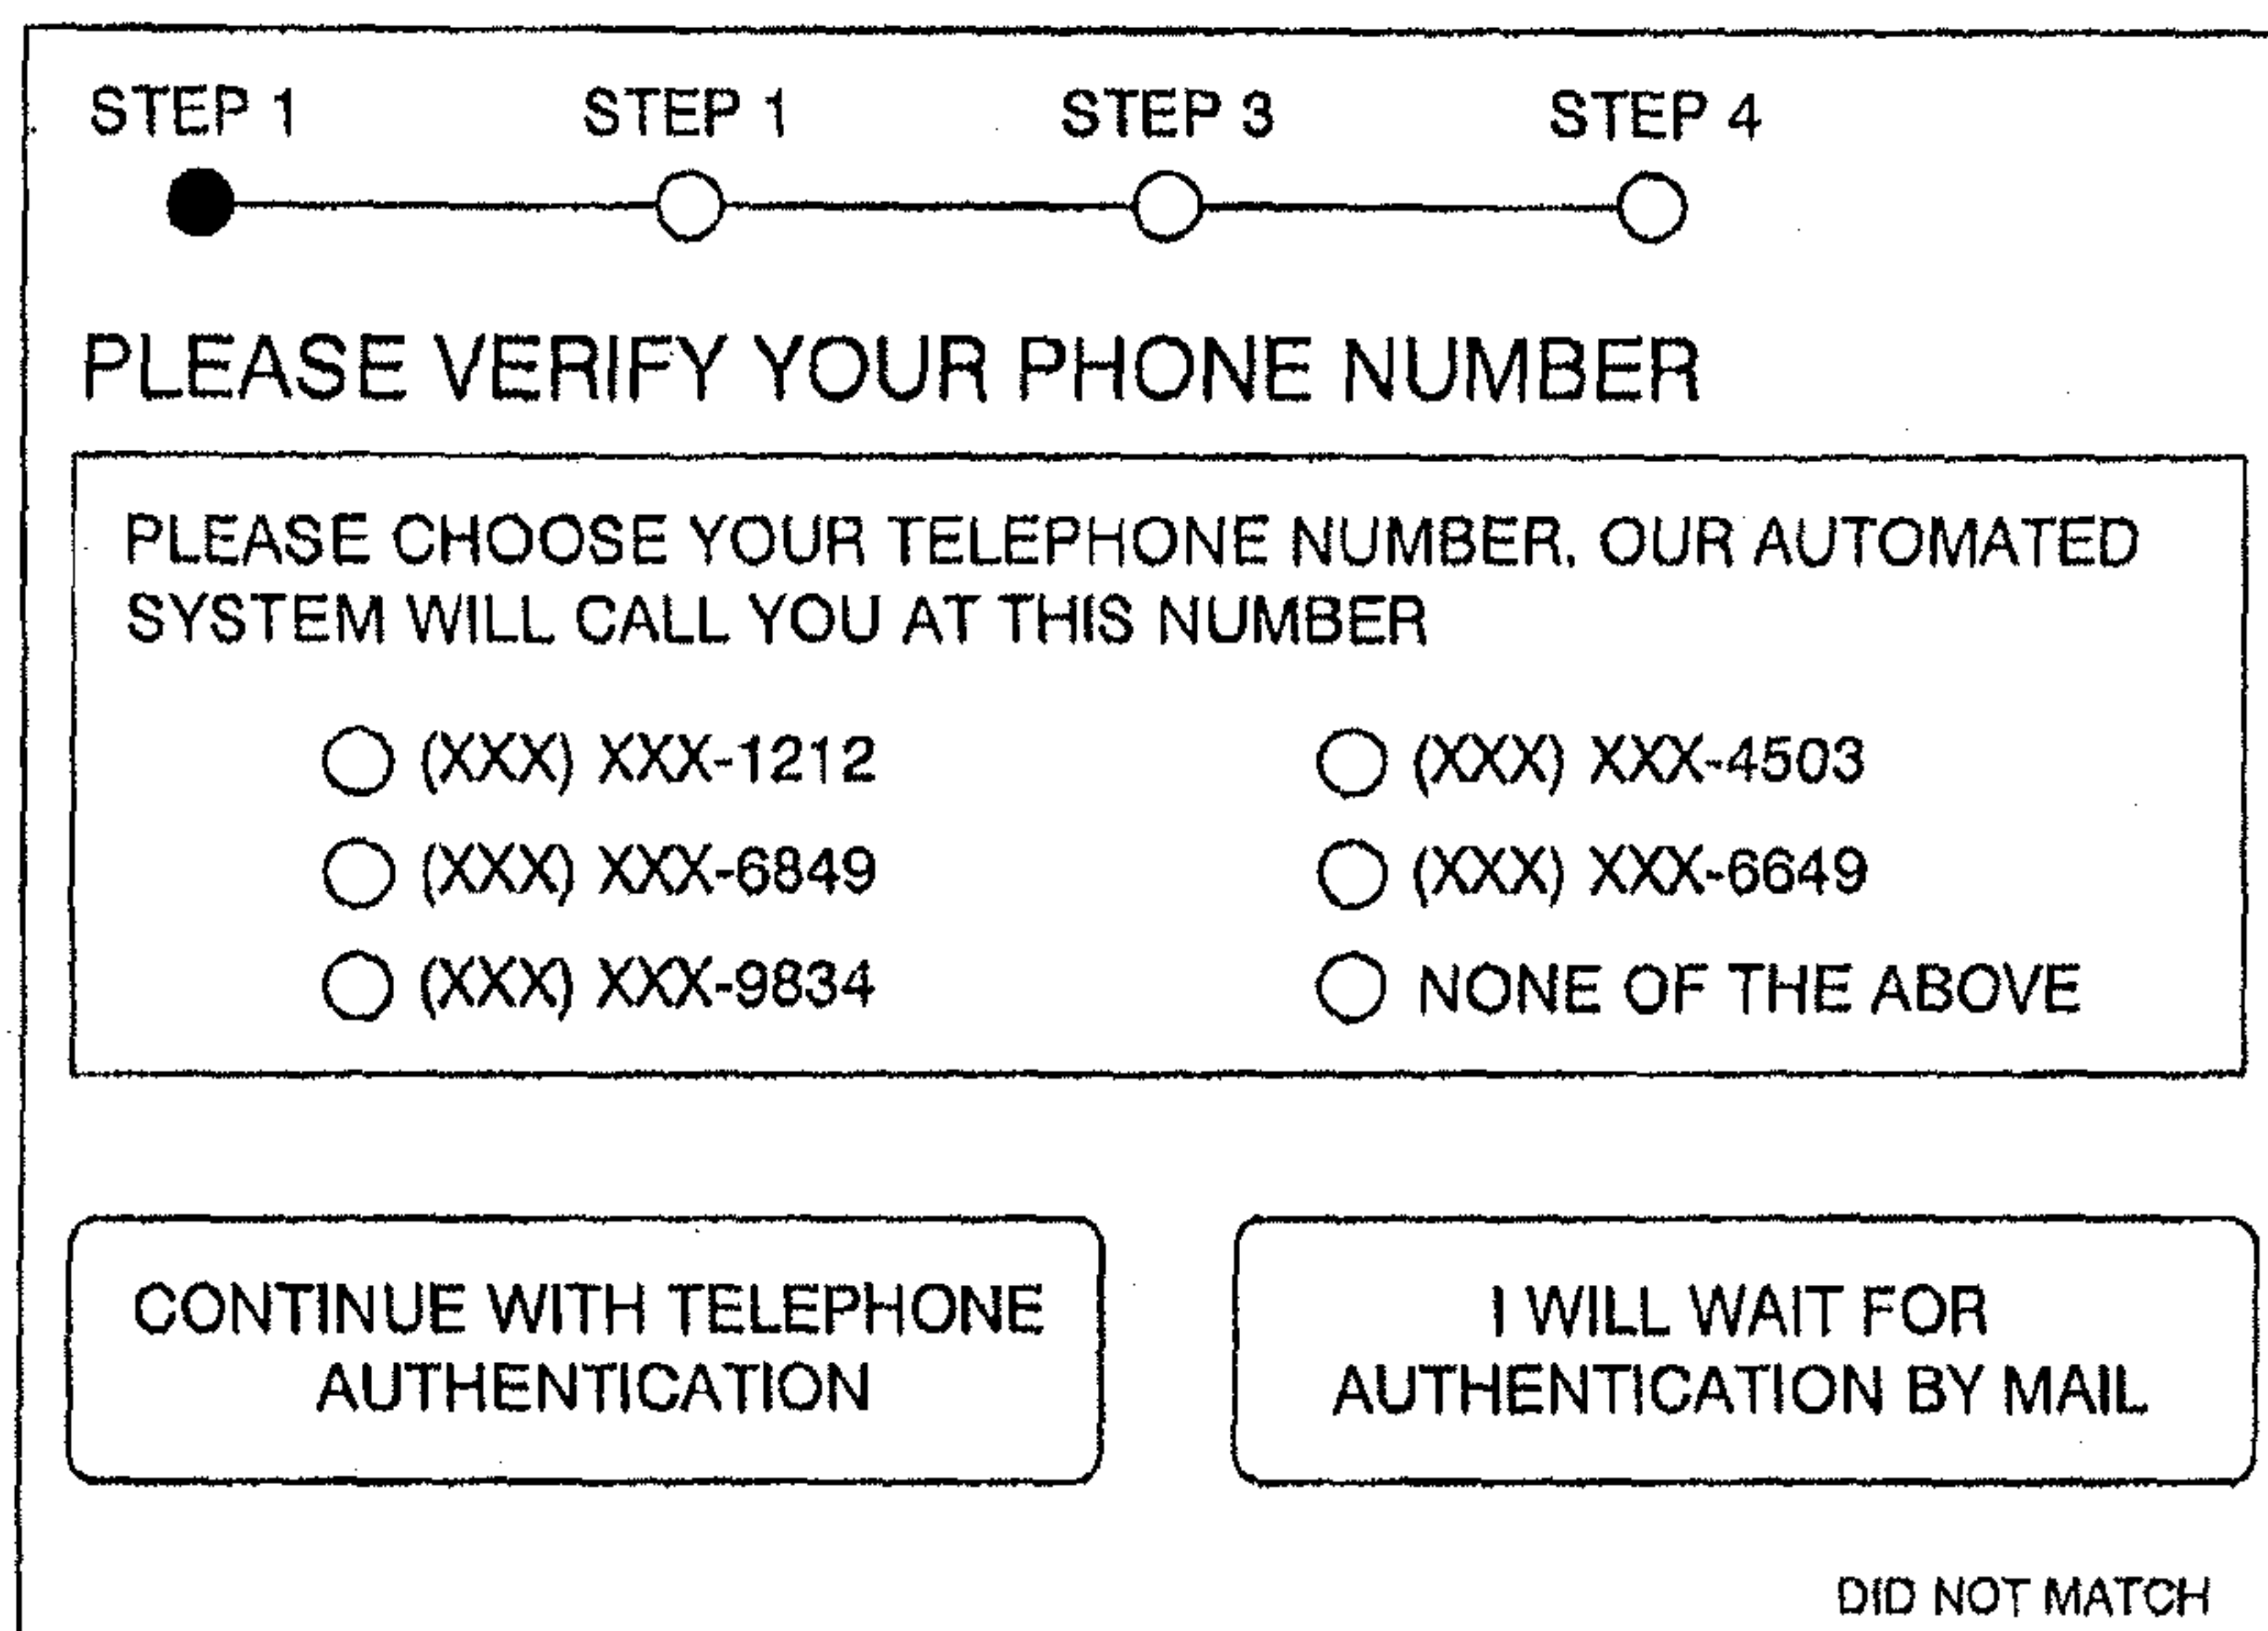 STEP 1 STEP 1 STEP 3 STEP 4
PLEASE VERIFY YOUR PHONE NUMBER
PLEASE CHOOSE YOUR TELEPHONE NUMBER. OUR AUTOMATED
SYSTEM WILL CALL YOU AT THIS NUMBER
(XXX) XXX-1212 (XXX) XXX-4503
(XXX) XXX-6849 (XXX) XXX-6649
(XXX) XXX-9834 NONE OF THE ABOVE
CONTINUE WITH TELEPHONE
AUTHENTICATION
I WILL WAIT FOR
AUTHENTICATION BY MAIL
DID NOT MATCH